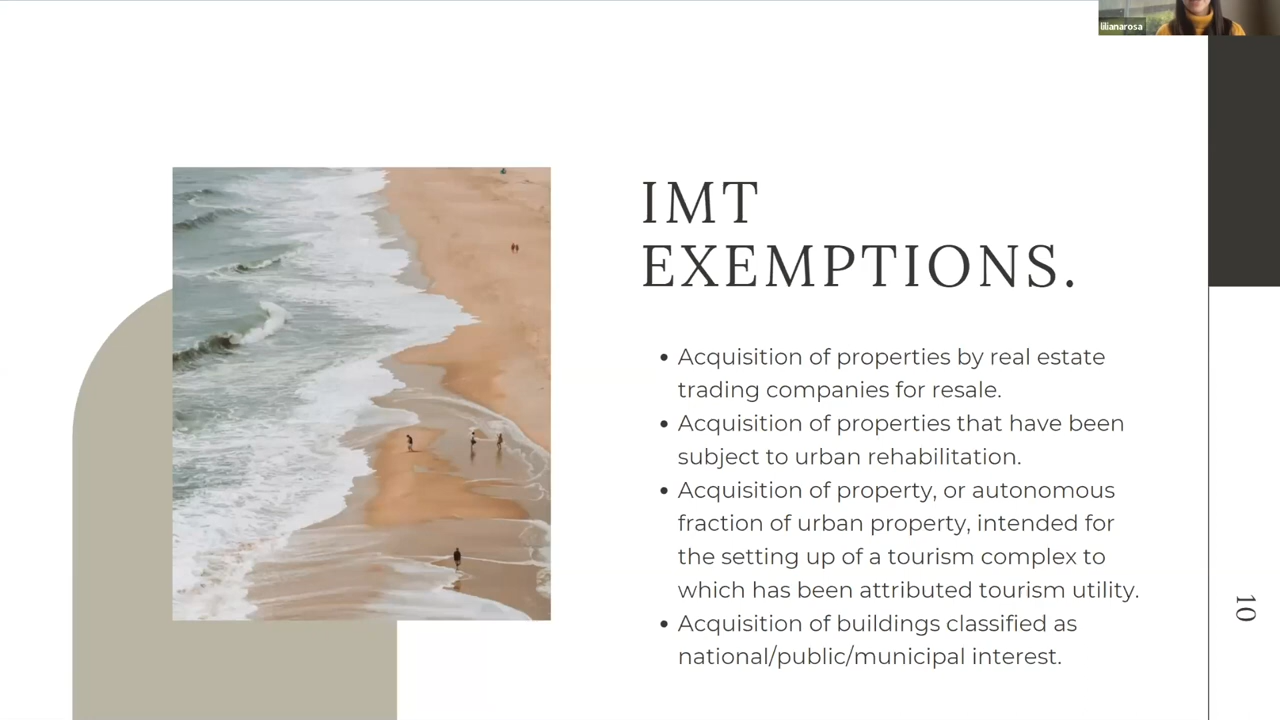 lilianarosa
IMT
EXEMPTIONS.
• Acquisition of properties by real estate
trading companies for resale.
• Acquisition of properties that have been
subject to urban rehabilitation.
• Acquisition of property, or autonomous
fraction of urban property, intended for
the setting up of a tourism complex to
which has been attributed tourism utility.
• Acquisition of buildings classified as
national/public/municipal interest.
10